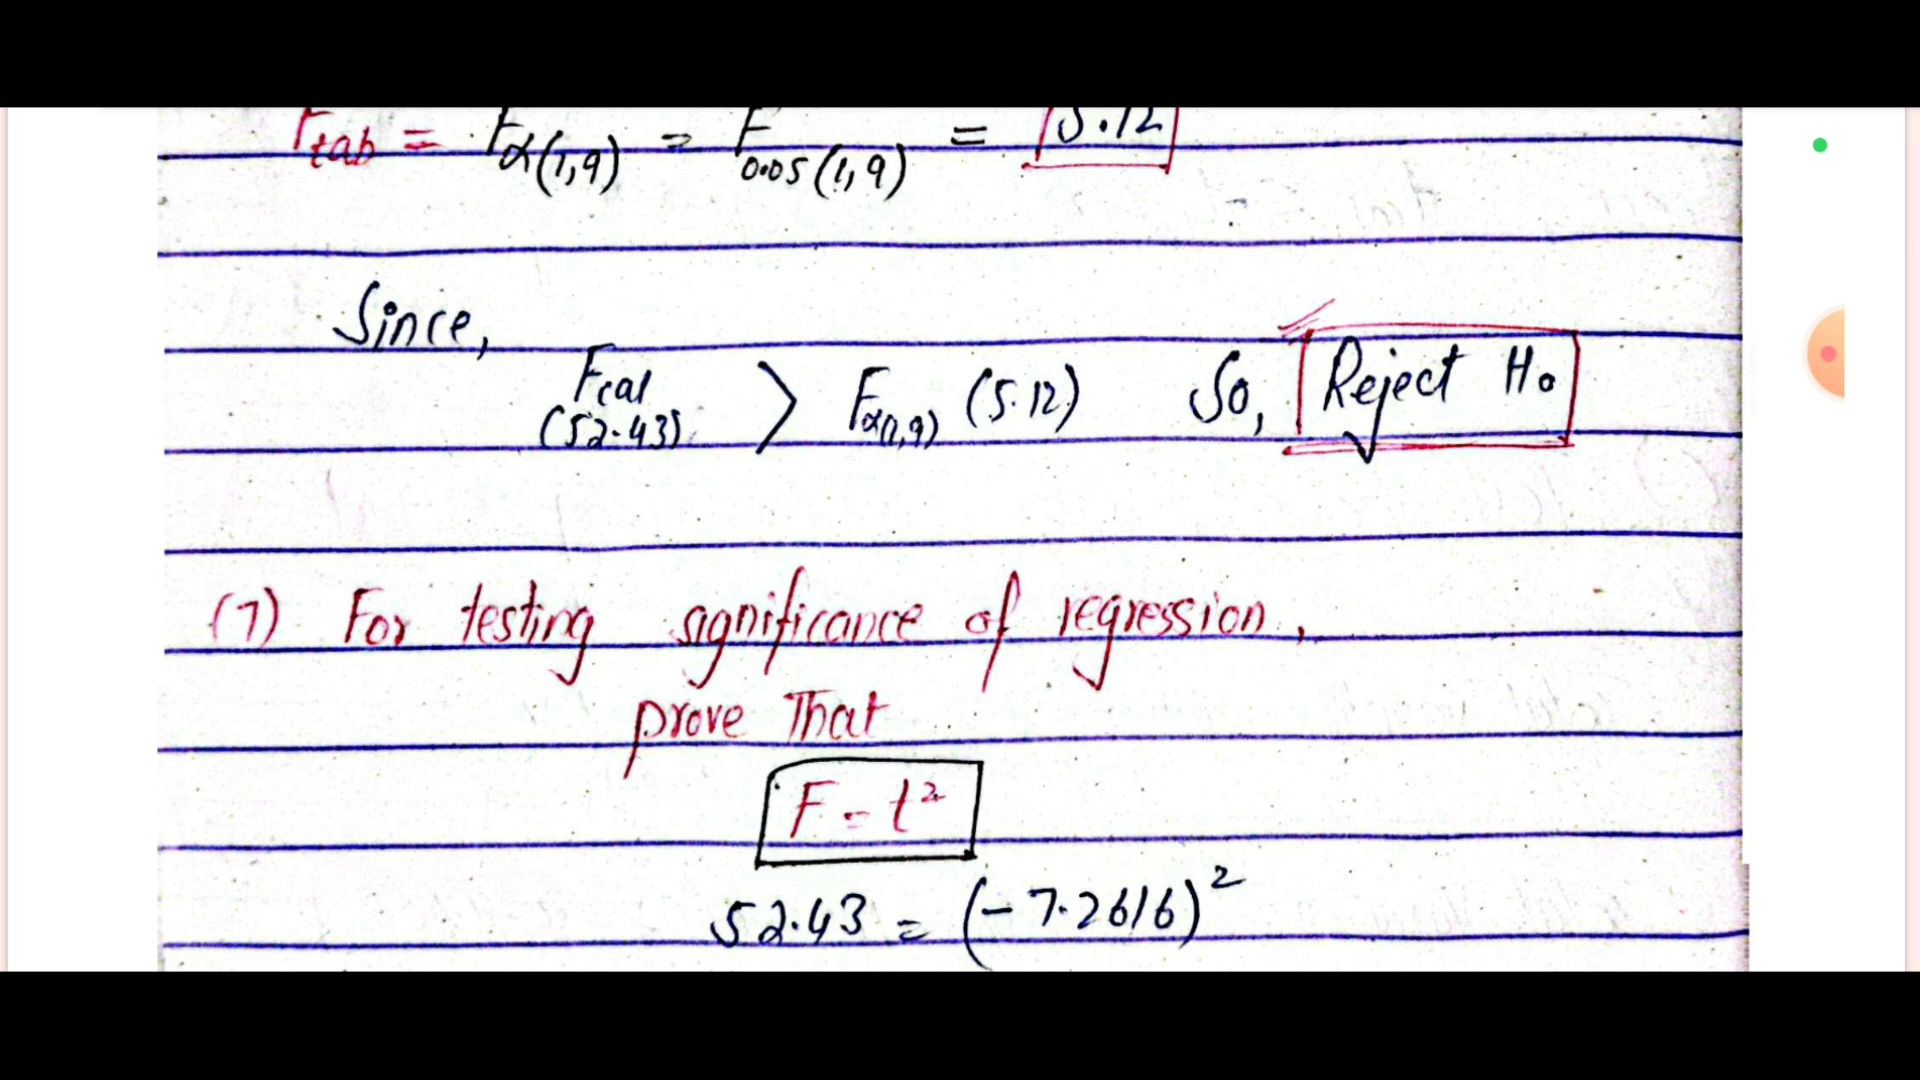 Ftab = Fα(1,9) = F0.05(1,9) = 5.12
Since,
Fcal (52.43) > Fα(1,9) (5.12) So, Reject H0
(7) For testing significance of regression,
prove That
F = t²
52.43 = (-7.2616)²